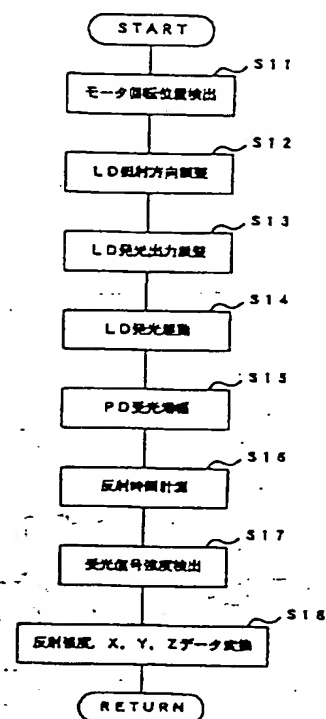 START
S11
モータ回転位置検出
S12
LD照射方向調整
S13
LD発光出力調整
S14
LD発光駆動
S15
PD受光増幅
S16
反射時間計算
S17
受光信号強度検出
S18
反射強度，X，Y，Zデータ変換
RETURN